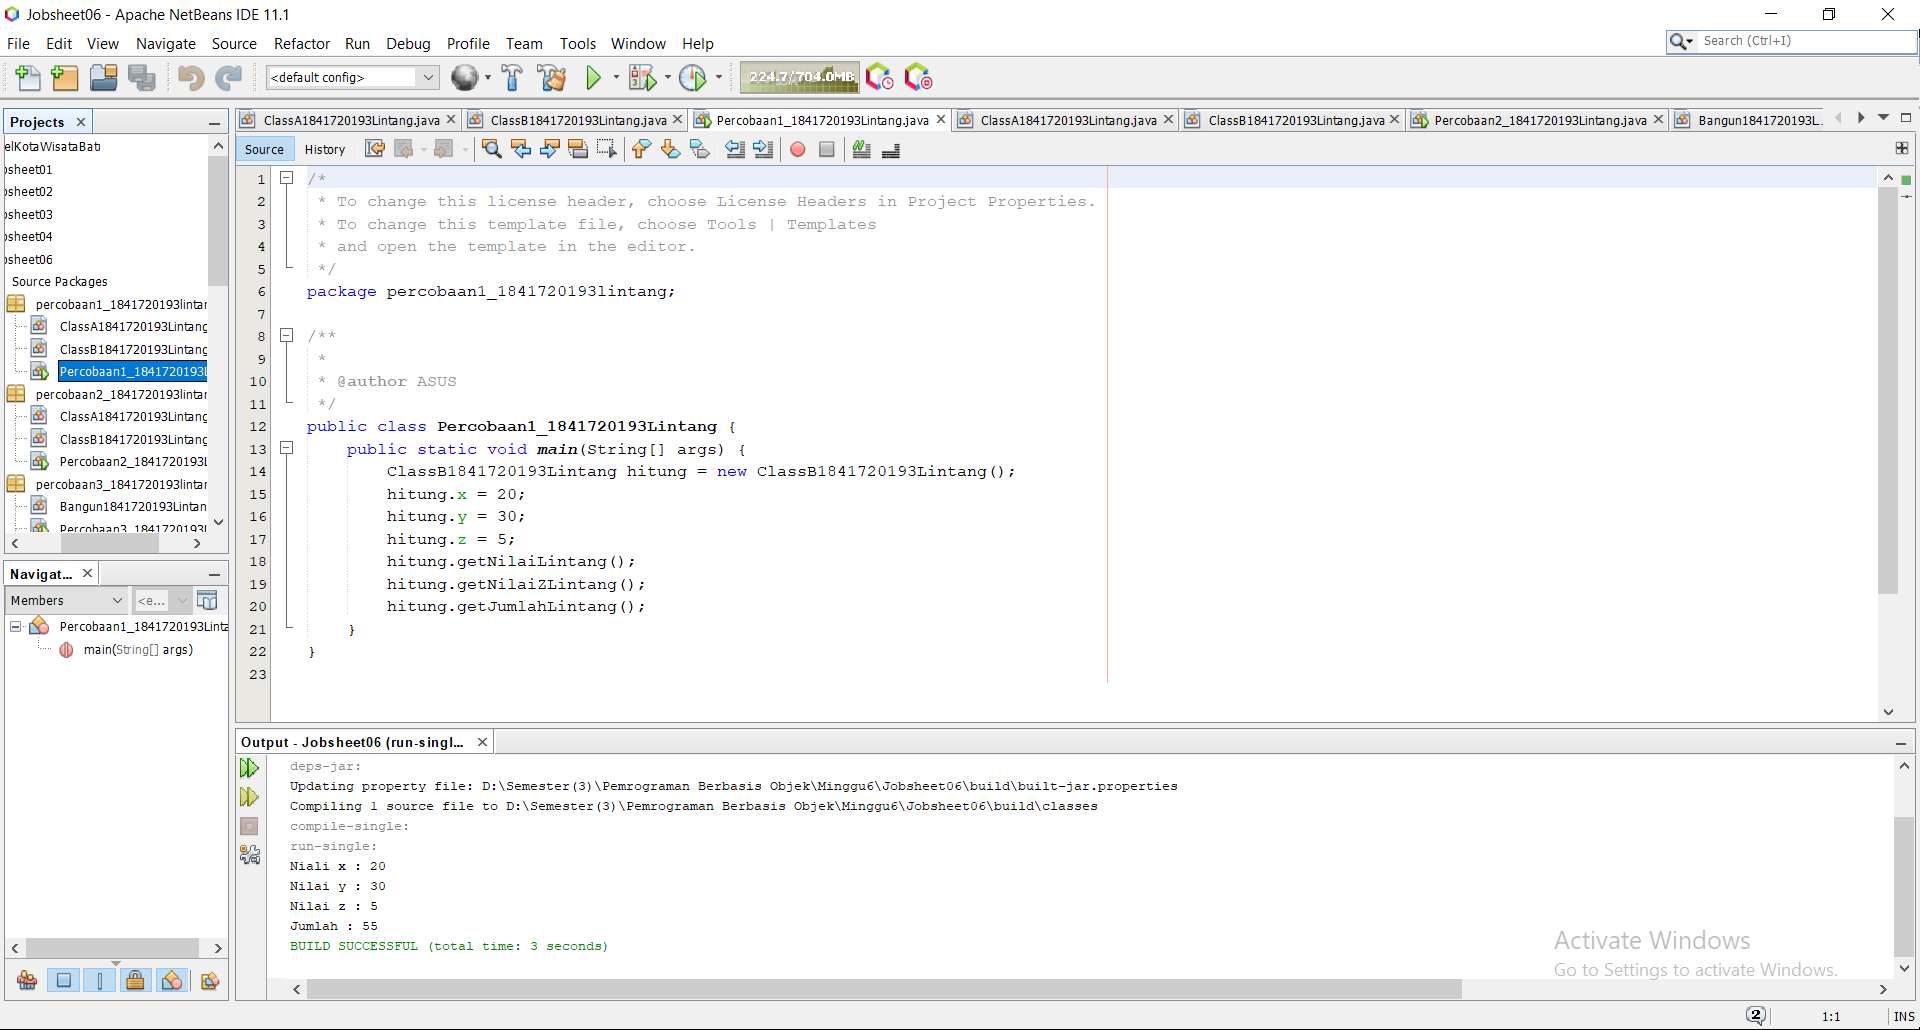 Jobsheet06 - Apache NetBeans IDE 11.1
File Edit View Navigate Source Refactor Run Debug Profile Team Tools Window Help
Search (Ctrl+I)
<default config>
224.7/704.0MB
Projects
elKotaWisataBatu
bsheet01
bsheet02
bsheet03
bsheet04
bsheet06
Source Packages
percobaan1_1841720193lintan
ClassA1841720193Lintang
ClassB1841720193Lintang
Percobaan1_1841720193L
percobaan2_1841720193lintan
ClassA1841720193Lintang
ClassB1841720193Lintang
Percobaan2_1841720193L
percobaan3_1841720193lintan
Bangun1841720193Lintan
Percobaan3_1841720193L
Navigat...
Members
<e...
Percobaan1_1841720193Linta
main(String[] args)
ClassA1841720193Lintang.java ClassB1841720193Lintang.java Percobaan1_1841720193Lintang.java ClassA1841720193Lintang.java ClassB1841720193Lintang.java Percobaan2_1841720193Lintang.java Bangun1841720193L
Source History
1 /*
2 * To change this license header, choose License Headers in Project Properties.
3 * To change this template file, choose Tools | Templates
4 * and open the template in the editor.
5 */
6 package percobaan1_1841720193lintang;
7
8 /**
9 *
10 * @author ASUS
11 */
12 public class Percobaan1_1841720193Lintang {
13 public static void main(String[] args) {
14 ClassB1841720193Lintang hitung = new ClassB1841720193Lintang();
15 hitung.x = 20;
16 hitung.y = 30;
17 hitung.z = 5;
18 hitung.getNilaiLintang();
19 hitung.getNilaiZLintang();
20 hitung.getJumlahLintang();
21 }
22 }
23
Output - Jobsheet06 (run-singl...
deps-jar:
Updating property file: D:\Semester(3)\Pemrograman Berbasis Objek\Minggu6\Jobsheet06\build\built-jar.properties
Compiling 1 source file to D:\Semester(3)\Pemrograman Berbasis Objek\Minggu6\Jobsheet06\build\classes
compile-single:
run-single:
Niali x : 20
Nilai y : 30
Nilai z : 5
Jumlah : 55
BUILD SUCCESSFUL (total time: 3 seconds)
Activate Windows
Go to Settings to activate Windows.
2
1:1
INS